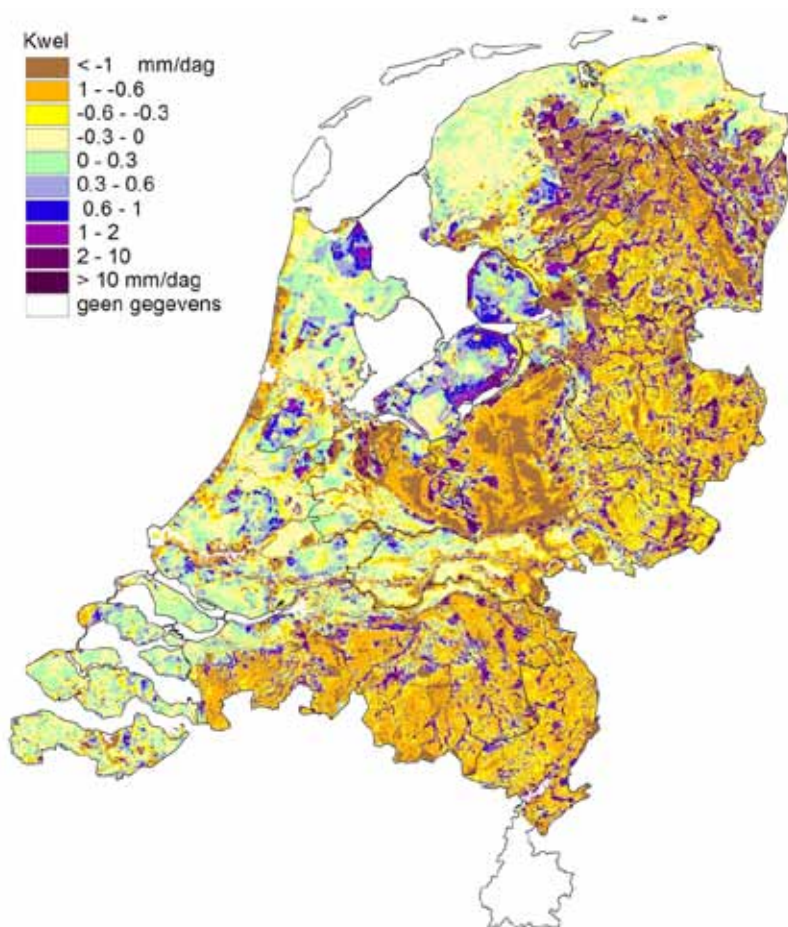 Kwel
< -1 mm/dag
1 - -0.6
-0.6 - -0.3
-0.3 - 0
0 - 0.3
0.3 - 0.6
0.6 - 1
1 - 2
2 - 10
> 10 mm/dag
geen gegevens